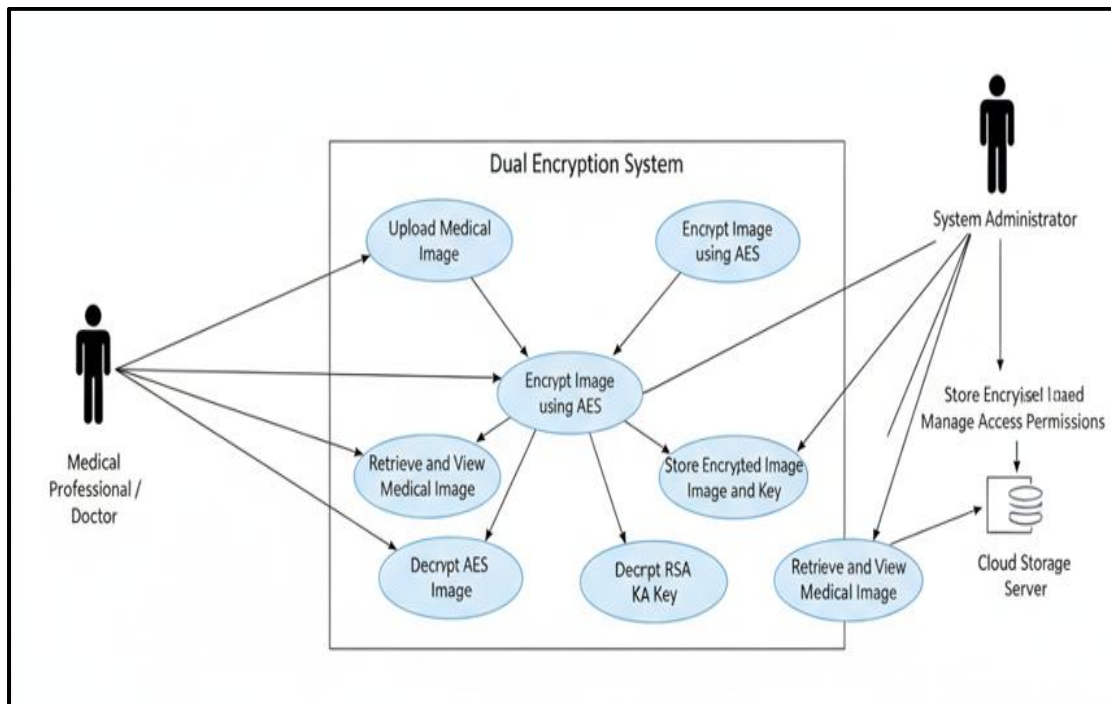 Dual Encryption System
Upload Medical
Image
Encrypt Image
using AES
System Administrator
Encrypt Image
using AES
Medical
Professional /
Doctor
Retrieve and View
Medical Image
Store Encrypted Image
Image and Key
Store
Manage Access Permissions
Decrypt AES
Image
Decrpt RSA
KA Key
Retrieve and View
Medical Image
Cloud Storage
Server